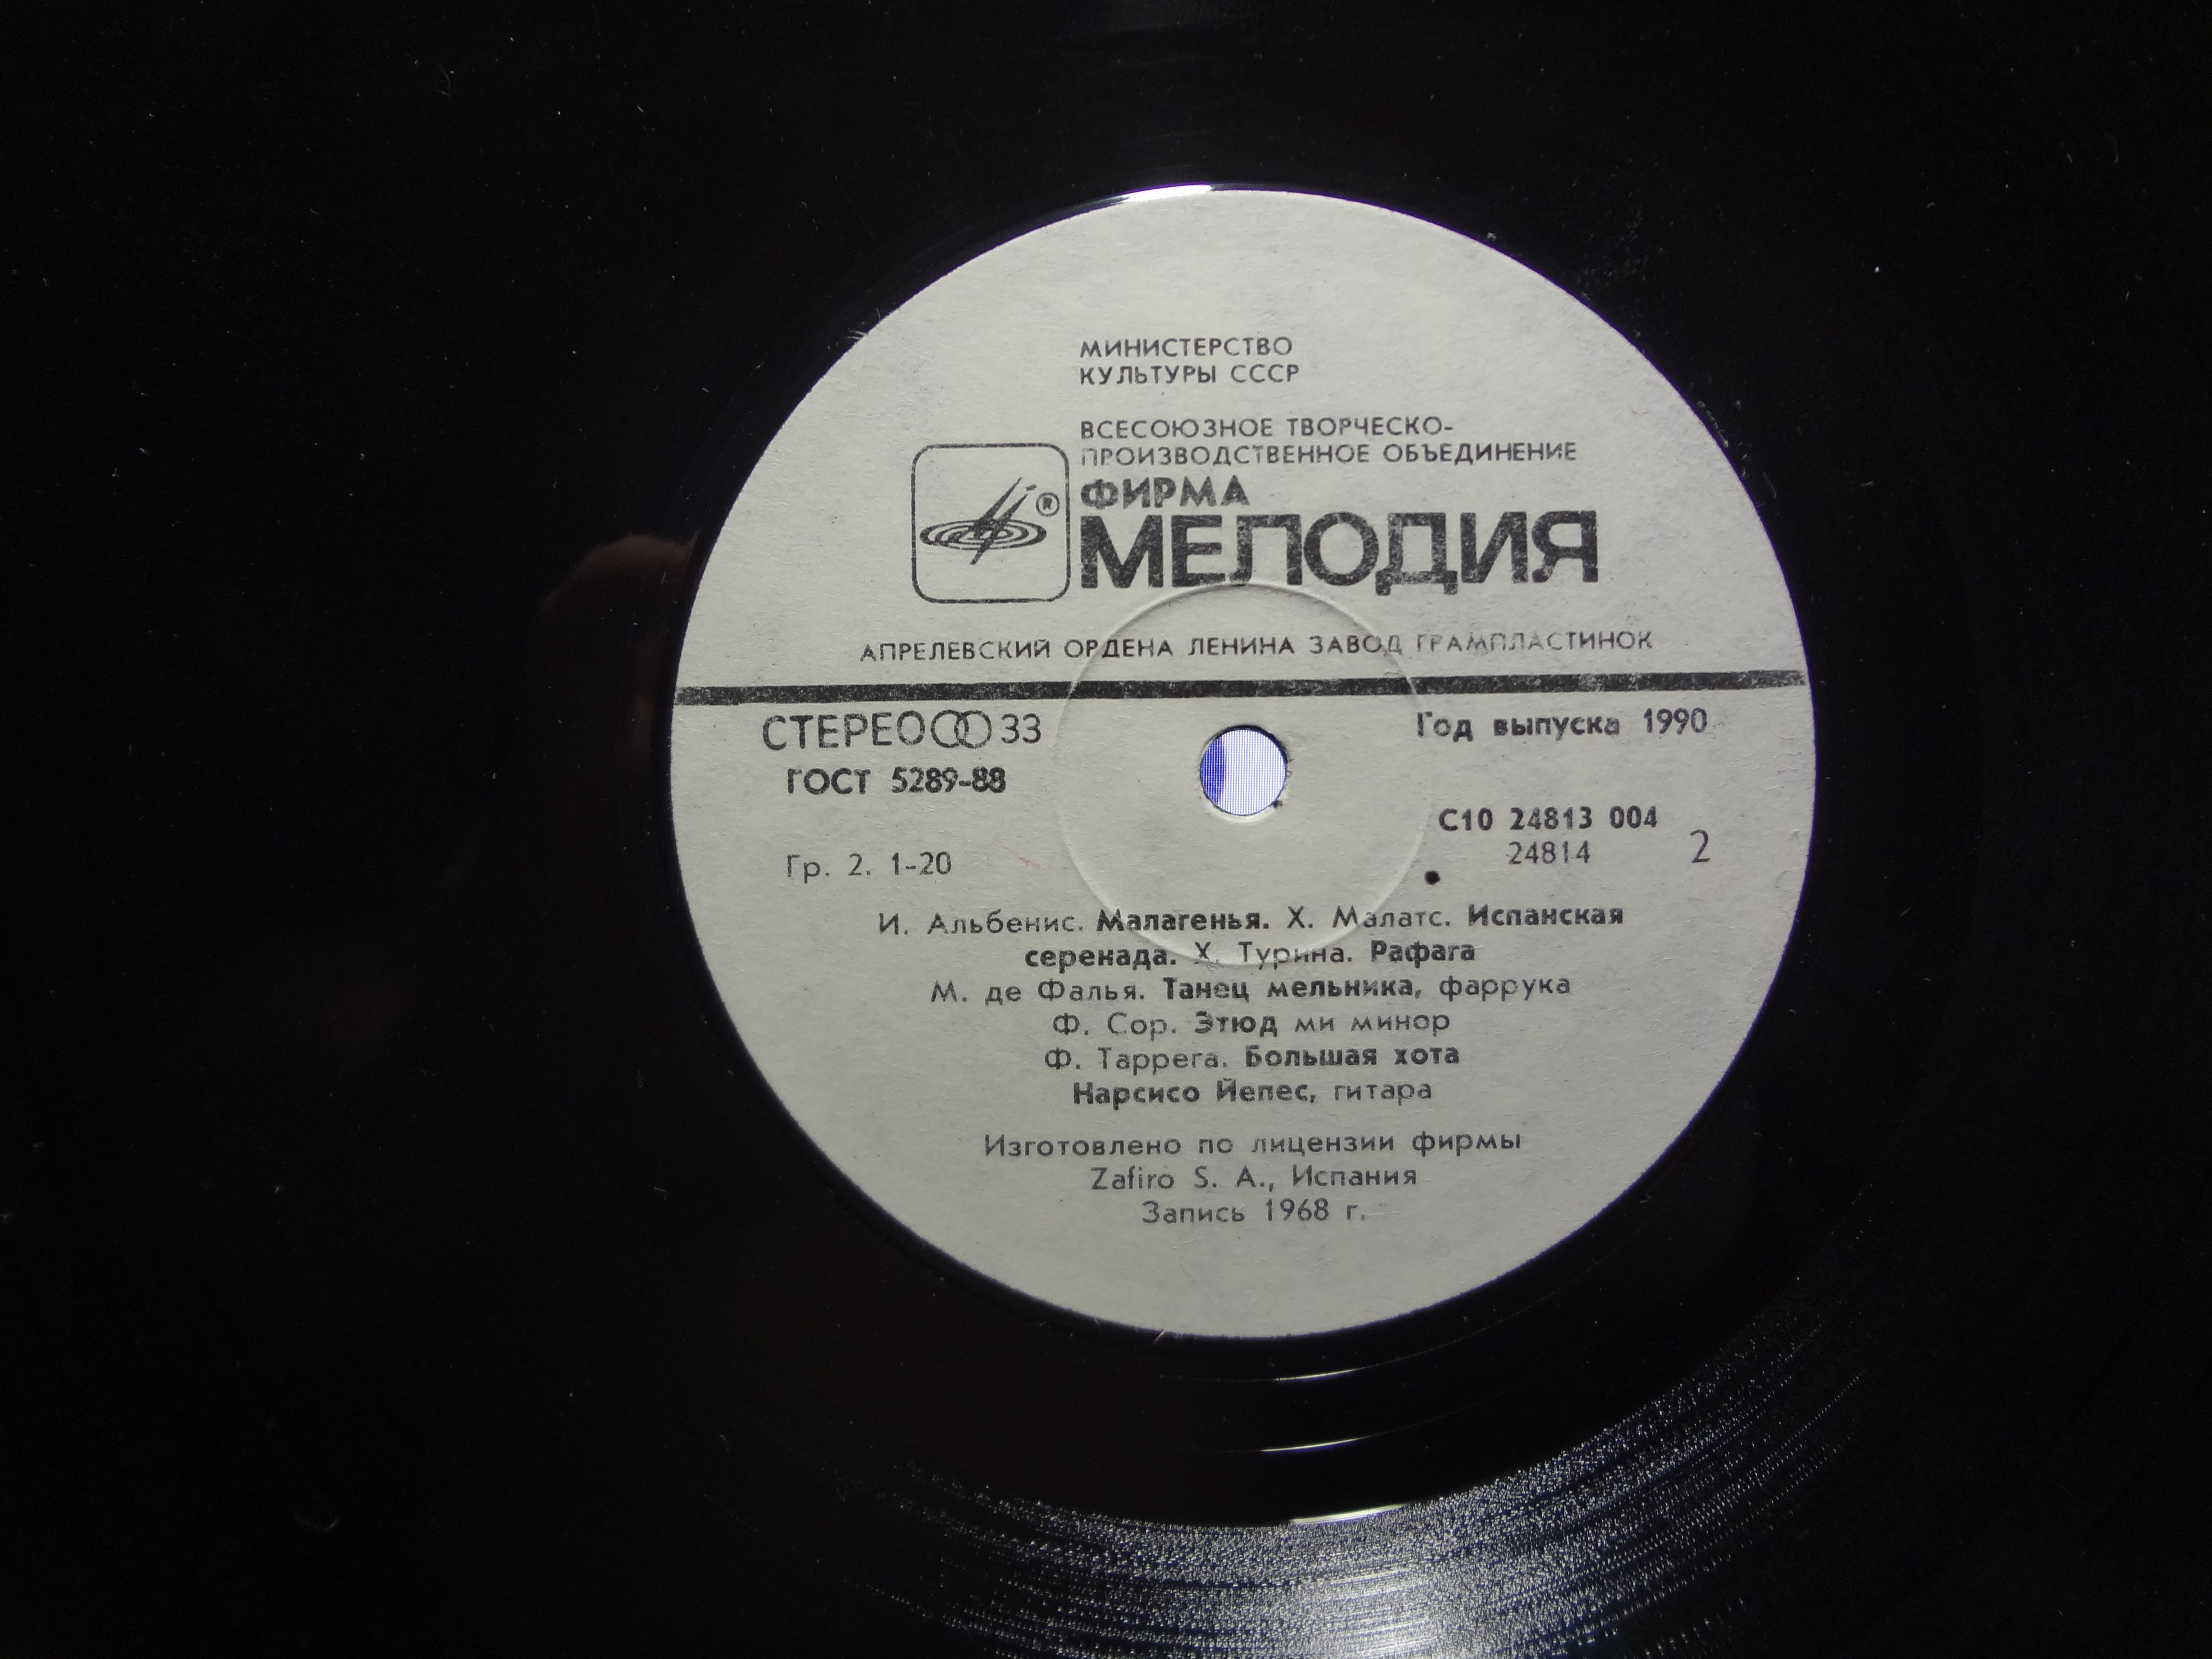 МИНИСТЕРСТВО
КУЛЬТУРЫ СССР
ВСЕСОЮЗНОЕ ТВОРЧЕСКО-
ПРОИЗВОДСТВЕННОЕ ОБЪЕДИНЕНИЕ
ФИРМА
МЕЛОДИЯ
®
АПРЕЛЕВСКИЙ ОРДЕНА ЛЕНИНА ЗАВОД ГРАМПЛАСТИНОК
СТЕРЕО 33
Год выпуска 1990
ГОСТ 5289-88
С10 24813 004
24814 2
Гр. 2. 1-20
И. Альбенис. Малагенья. Х. Малатс. Испанская
серенада. Х. Турина. Рафага
М. де Фалья. Танец мельника, фаррука
Ф. Сор. Этюд ми минор
Ф. Таррега. Большая хота
Нарсисо Йепес, гитара
Изготовлено по лицензии фирмы
Zafiro S. A., Испания
Запись 1968 г.